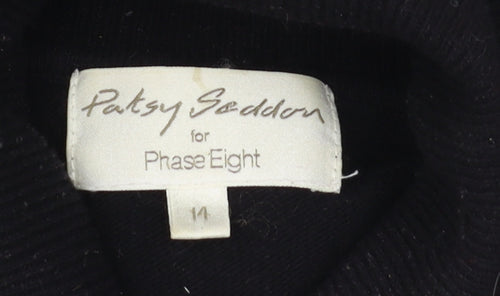 Patsy Seddon
for
Phase Eight
14